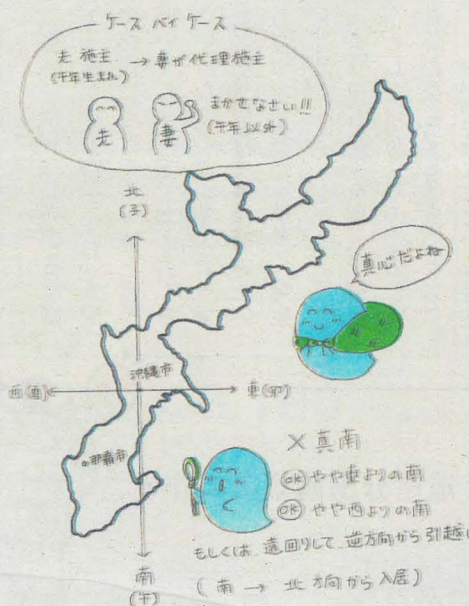 ケース バイ ケース
夫 施主 → 妻が代理施主
(午年生まれ)
まかせなさい!!
(午年以外)
夫
妻
北
(子)
真心だよね
沖縄市
西(酉)
東(卯)
那覇市
× 真南
OK やや東よりの南
OK やや西よりの南
もしくは 遠回りして 逆方向から引越し
南
(午)
( 南 → 北 方向から 入居 )